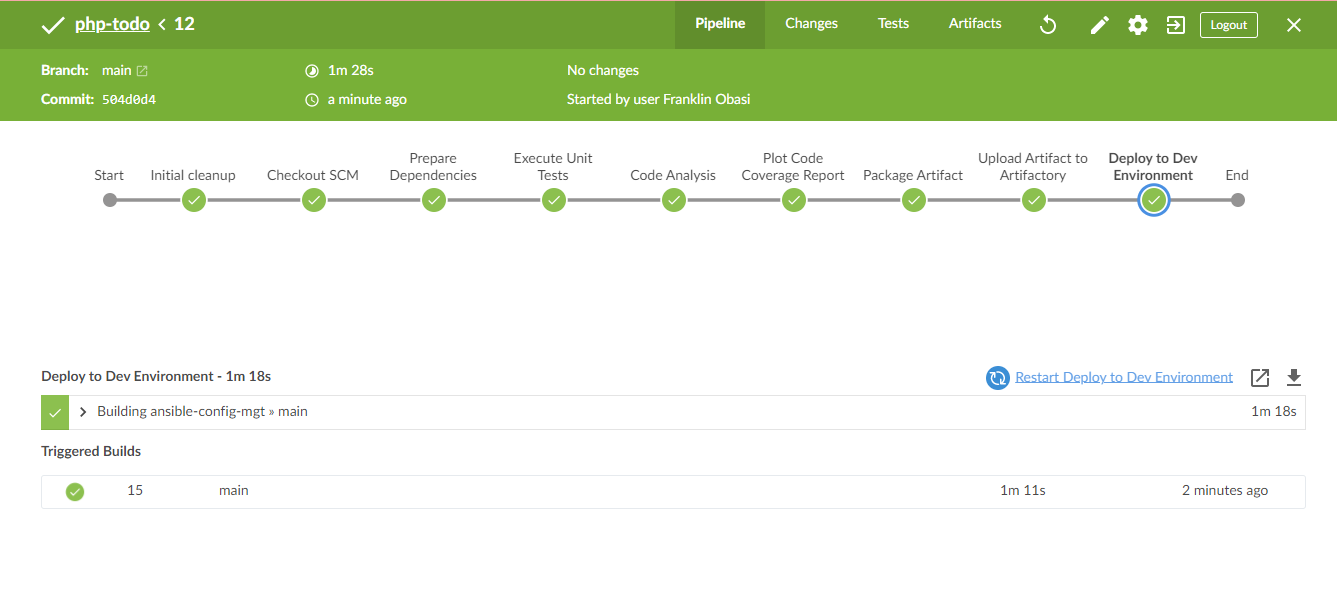 php-todo < 12
Pipeline Changes Tests Artifacts Logout
Branch: main 1m 28s No changes
Commit: 504d0d4 a minute ago Started by user Franklin Obasi
Start
Initial cleanup
Checkout SCM
Prepare
Dependencies
Execute Unit
Tests
Code Analysis
Plot Code
Coverage Report
Package Artifact
Upload Artifact to
Artifactory
Deploy to Dev
Environment
End
Deploy to Dev Environment - 1m 18s Restart Deploy to Dev Environment
Building ansible-config-mgt » main 1m 18s
Triggered Builds
15 main 1m 11s 2 minutes ago